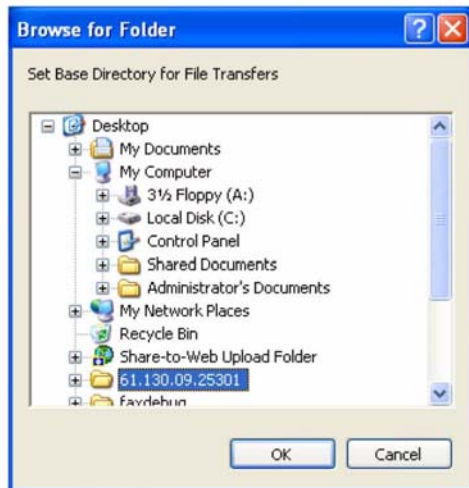 Browse for Folder
Set Base Directory for File Transfers
Desktop
My Documents
My Computer
3½ Floppy (A:)
Local Disk (C:)
Control Panel
Shared Documents
Administrator's Documents
My Network Places
Recycle Bin
Share-to-Web Upload Folder
61.130.09.25301
faxdebug
OK Cancel